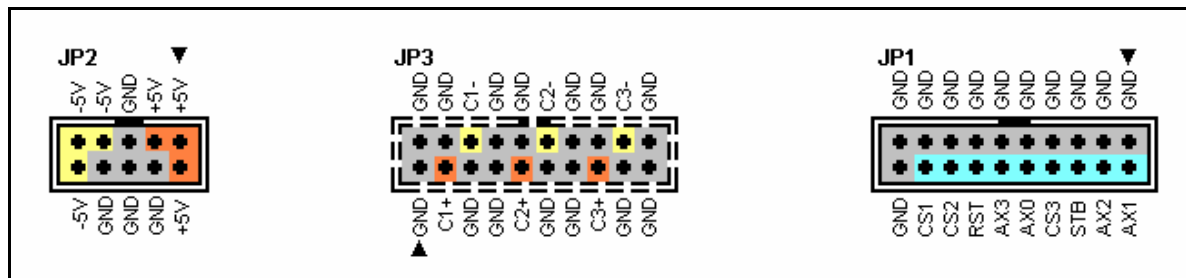 JP2
-5V -5V GND +5V +5V
-5V GND GND GND +5V
JP3
GND GND C1- GND GND C2- GND GND C3- GND
GND C1+ GND GND C2+ GND GND C3+ GND GND
JP1
GND GND GND GND GND GND GND GND GND GND
GND CS1 CS2 RST AX3 AX0 CS3 STB AX2 AX1